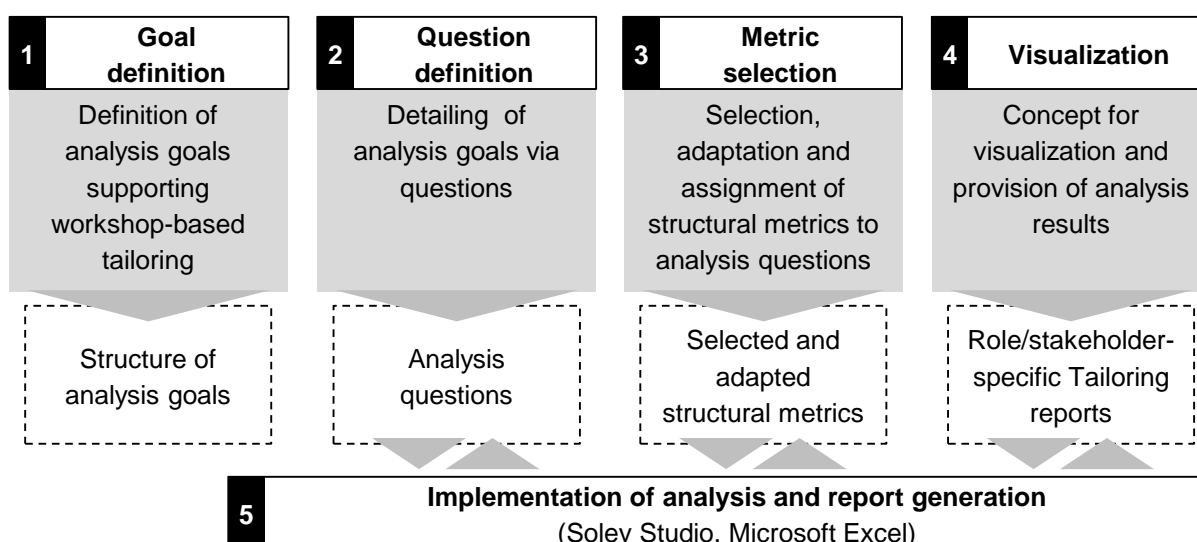 1
Goal
definition
2
Question
definition
3
Metric
selection
4
Visualization
Definition of
analysis goals
supporting
workshop-based
tailoring
Detailing of
analysis goals via
questions
Selection,
adaptation and
assignment of
structural metrics to
analysis questions
Concept for
visualization and
provision of analysis
results
Structure of
analysis goals
Analysis
questions
Selected and
adapted
structural metrics
Role/stakeholder-
specific Tailoring
reports
5
Implementation of analysis and report generation
(Soley Studio, Microsoft Excel)